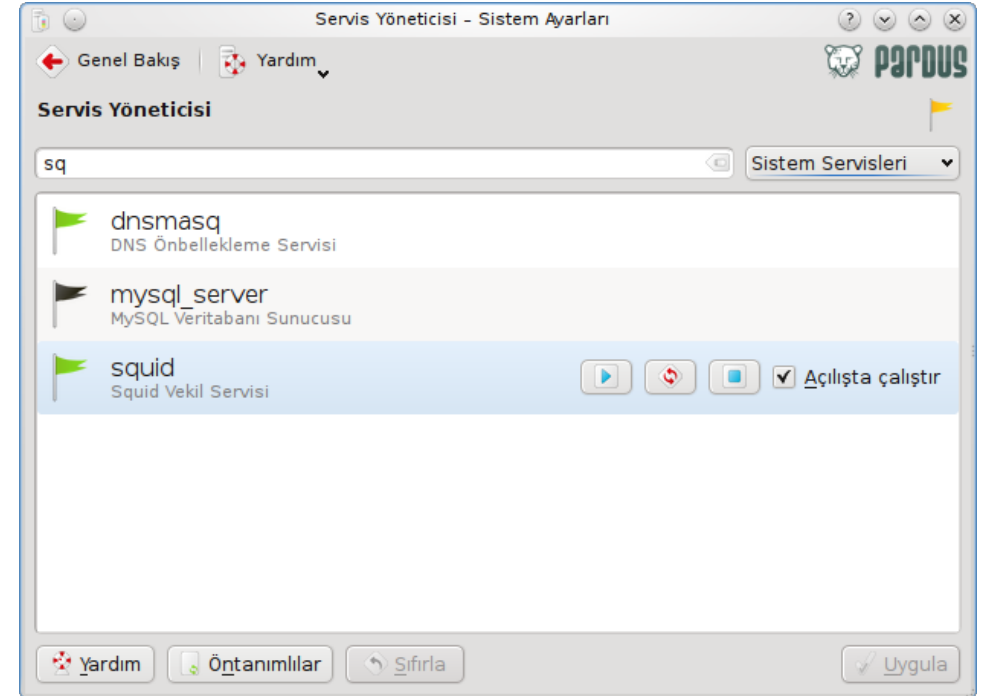 Servis Yöneticisi - Sistem Ayarları
Genel Bakış
Yardım
Pardus
Servis Yöneticisi
sq
Sistem Servisleri
dnsmasq
DNS Önbellekleme Servisi
mysql_server
MySQL Veritabanı Sunucusu
squid
Squid Vekil Servisi
Açılışta çalıştır
Yardım
Öntanımlılar
Sıfırla
Uygula